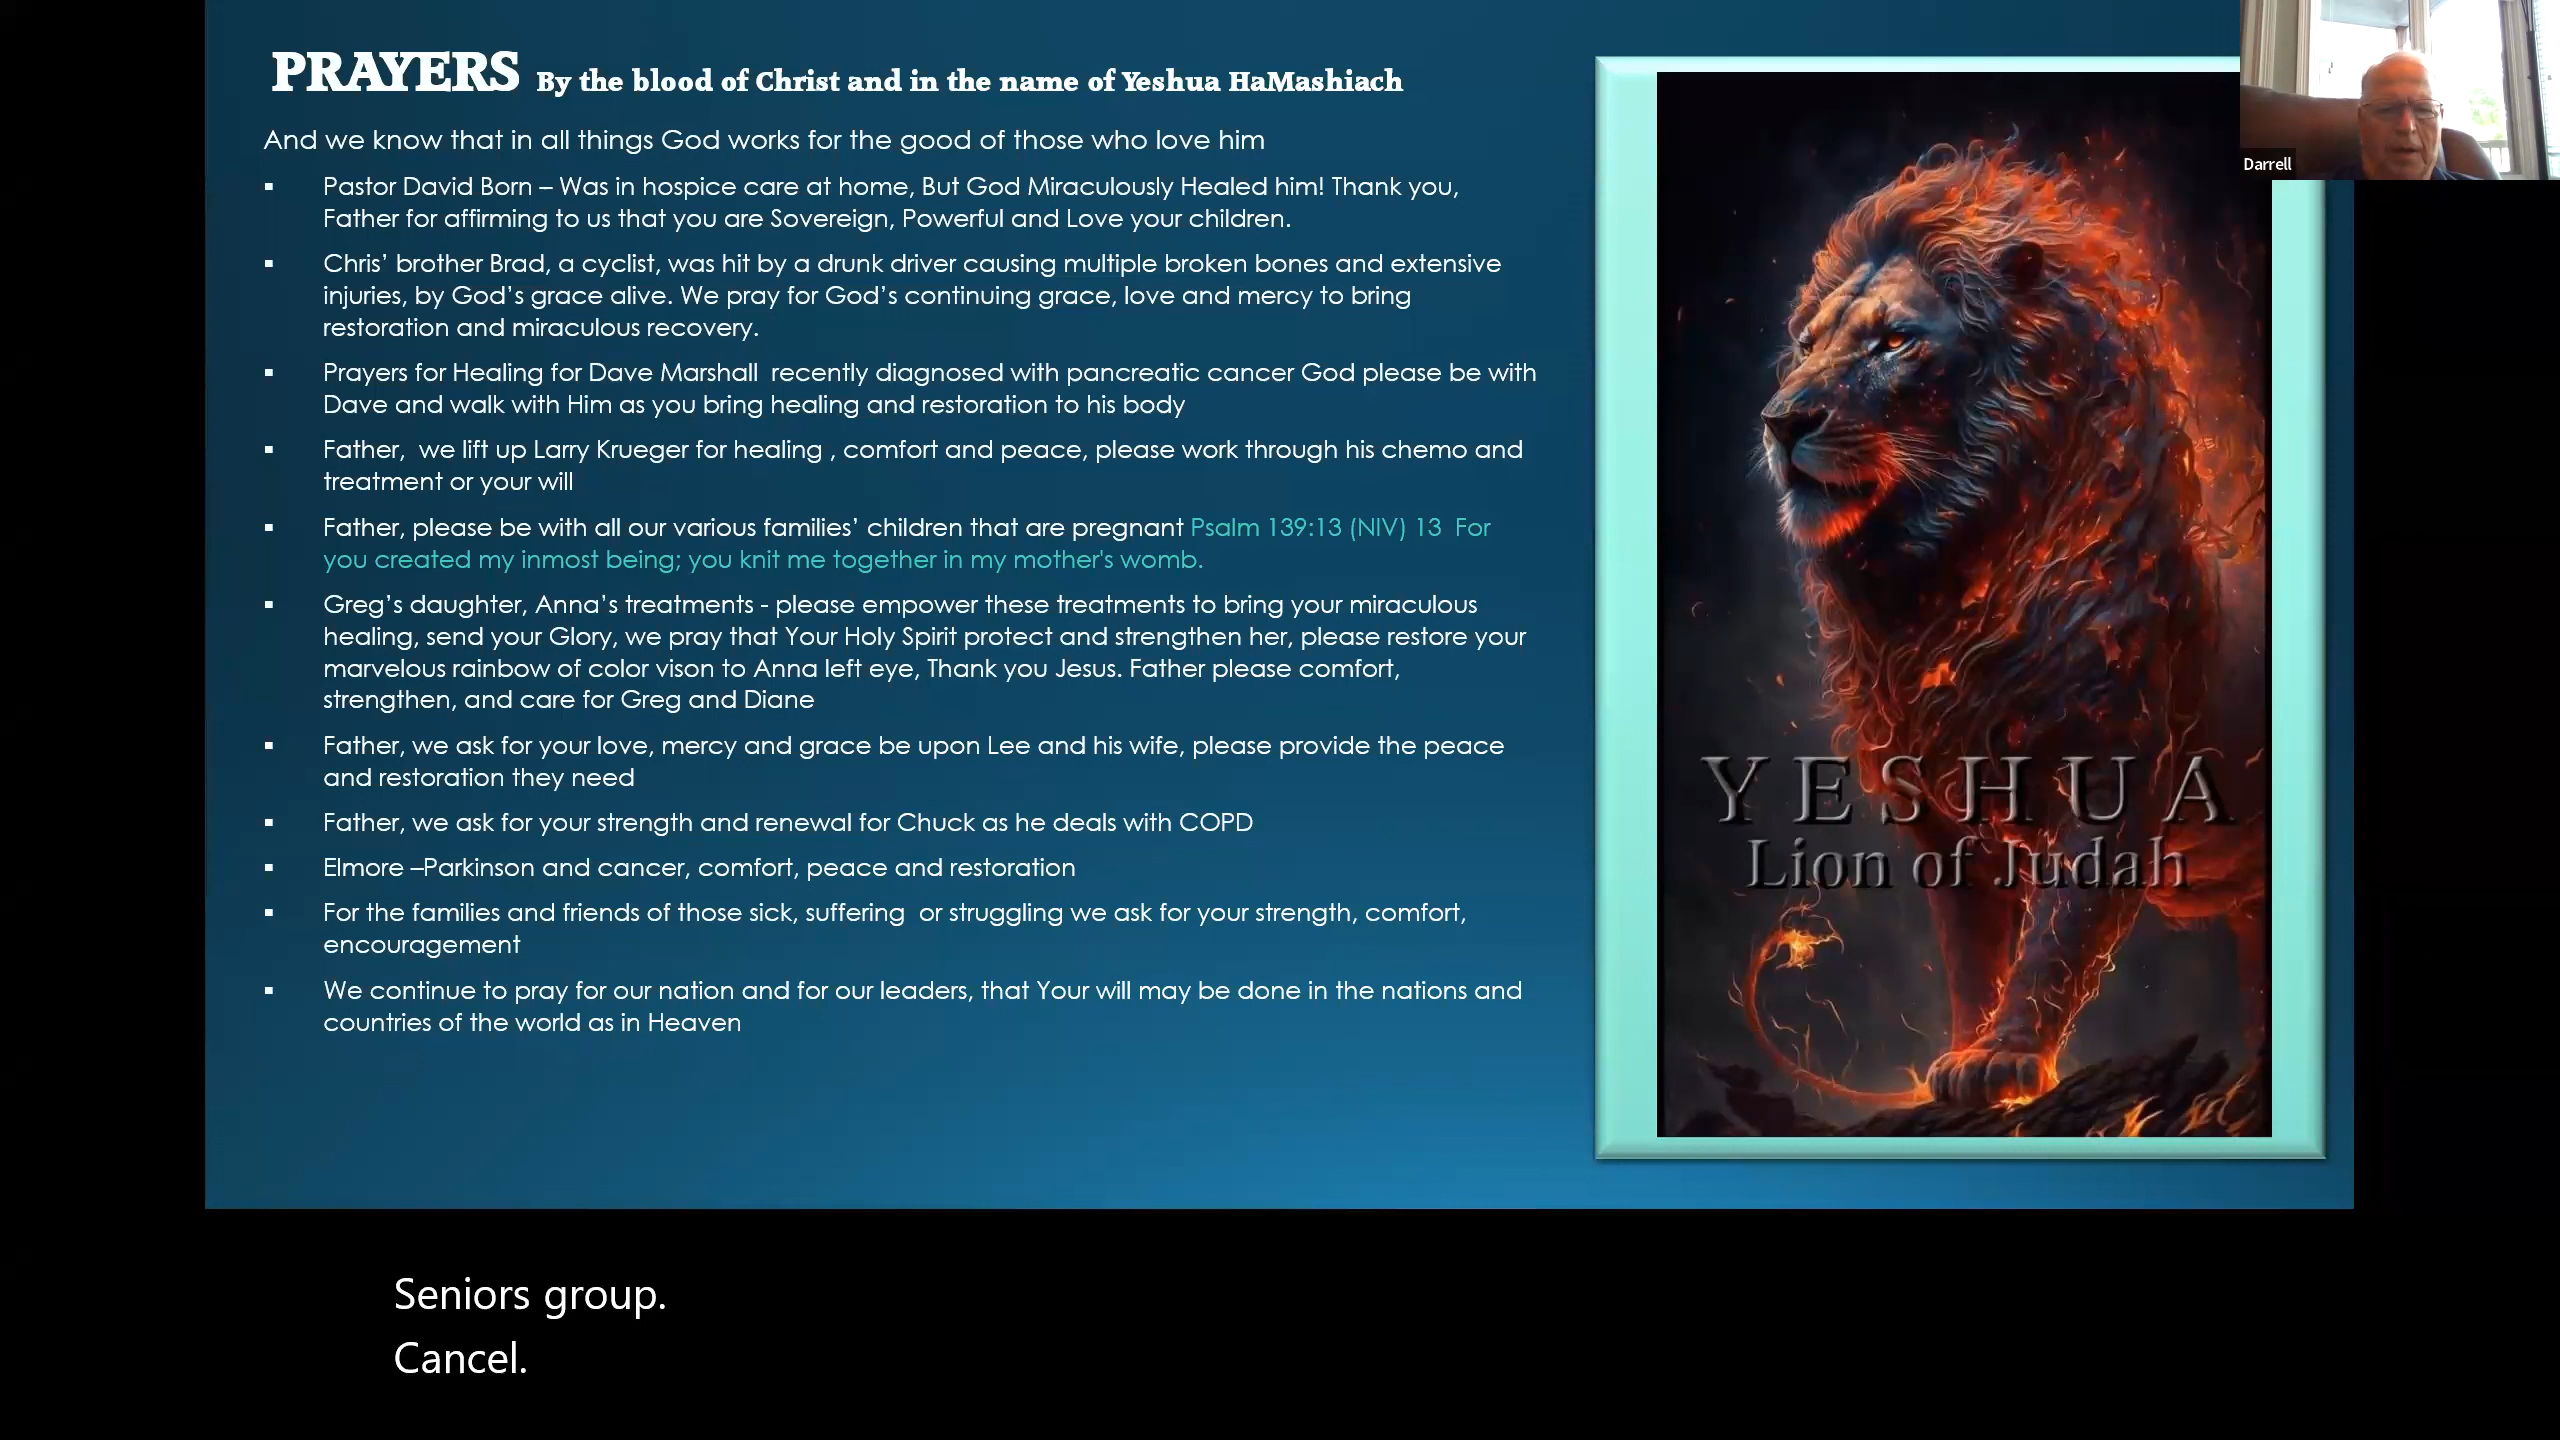 PRAYERS By the blood of Christ and in the name of Yeshua HaMashiach
And we know that in all things God works for the good of those who love him
▪ Pastor David Born – Was in hospice care at home, But God Miraculously Healed him! Thank you,
Father for affirming to us that you are Sovereign, Powerful and Love your children.
▪ Chris’ brother Brad, a cyclist, was hit by a drunk driver causing multiple broken bones and extensive
injuries, by God’s grace alive. We pray for God’s continuing grace, love and mercy to bring
restoration and miraculous recovery.
▪ Prayers for Healing for Dave Marshall  recently diagnosed with pancreatic cancer God please be with
Dave and walk with Him as you bring healing and restoration to his body
▪ Father,  we lift up Larry Krueger for healing , comfort and peace, please work through his chemo and
treatment or your will
▪ Father, please be with all our various families’ children that are pregnant Psalm 139:13 (NIV) 13  For
you created my inmost being; you knit me together in my mother's womb.
▪ Greg’s daughter, Anna’s treatments - please empower these treatments to bring your miraculous
healing, send your Glory, we pray that Your Holy Spirit protect and strengthen her, please restore your
marvelous rainbow of color vison to Anna left eye, Thank you Jesus. Father please comfort,
strengthen, and care for Greg and Diane
▪ Father, we ask for your love, mercy and grace be upon Lee and his wife, please provide the peace
and restoration they need
▪ Father, we ask for your strength and renewal for Chuck as he deals with COPD
▪ Elmore –Parkinson and cancer, comfort, peace and restoration
▪ For the families and friends of those sick, suffering  or struggling we ask for your strength, comfort,
encouragement
▪ We continue to pray for our nation and for our leaders, that Your will may be done in the nations and
countries of the world as in Heaven
YESHUA
Lion of Judah
Darrell
Seniors group.
Cancel.